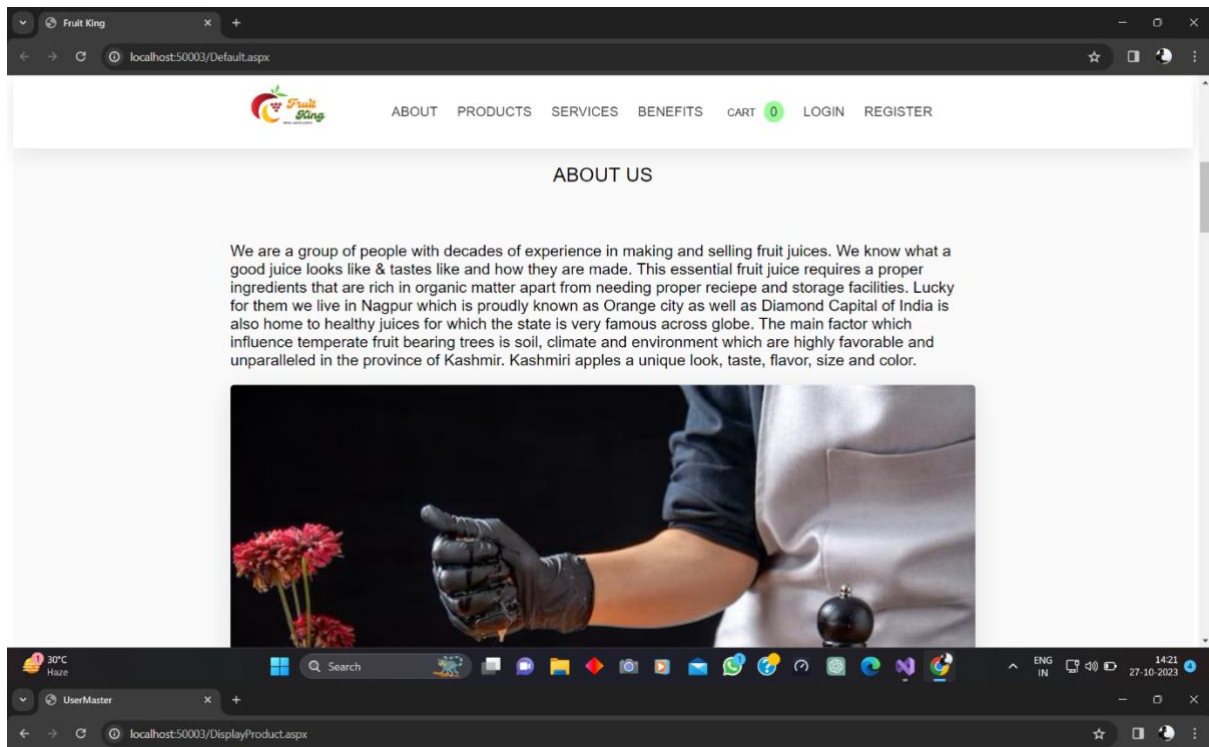 Fruit King
localhost:50003/Default.aspx
Fruit King
ABOUT PRODUCTS SERVICES BENEFITS CART 0 LOGIN REGISTER
ABOUT US
We are a group of people with decades of experience in making and selling fruit juices. We know what a
good juice looks like & tastes like and how they are made. This essential fruit juice requires a proper
ingredients that are rich in organic matter apart from needing proper reciepe and storage facilities. Lucky
for them we live in Nagpur which is proudly known as Orange city as well as Diamond Capital of India is
also home to healthy juices for which the state is very famous across globe. The main factor which
influence temperate fruit bearing trees is soil, climate and environment which are highly favorable and
unparalleled in the province of Kashmir. Kashmiri apples a unique look, taste, flavor, size and color.
1 30°C
Haze
Search
ENG
IN
14:21
27-10-2023
4
UserMaster
localhost:50003/DisplayProduct.aspx